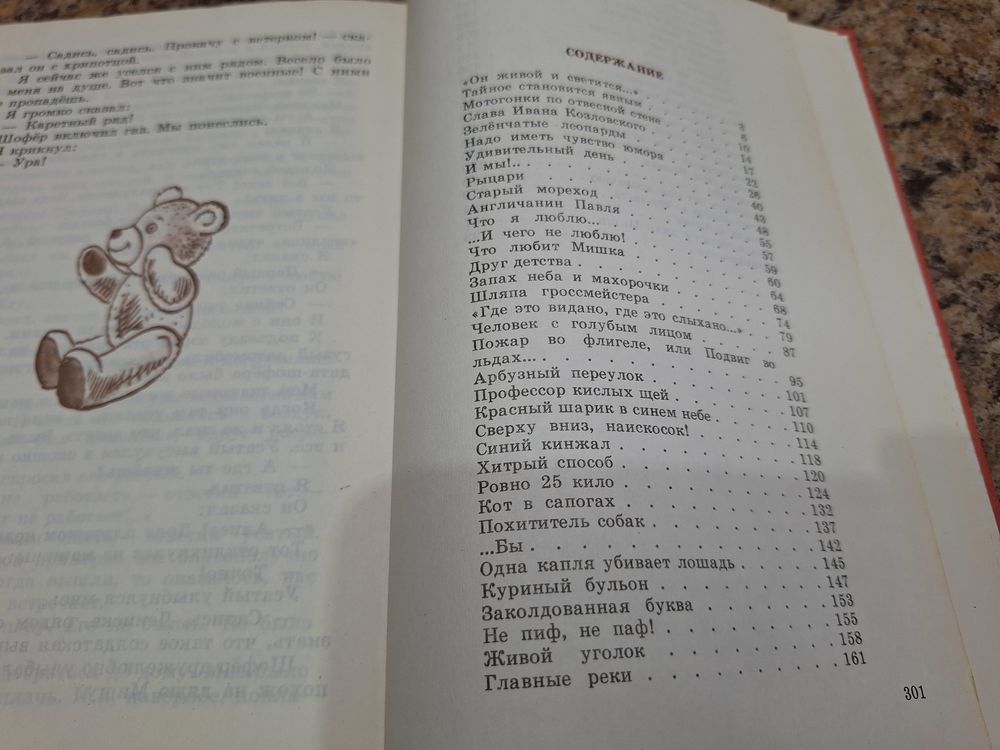 — Садись, садись. Прокачу с ветерком! — ска-
зал он с хрипотцой.
Я сейчас же уселся с ним рядом. Весело было
меня на душе. Вот что значит военные! С ними
е пропадёшь.
Я громко сказал:
— Каретный ряд!
Шофёр включил газ. Мы понеслись.
Я крикнул:
— Ура!
СОДЕРЖАНИЕ
«Он живой и светится...» 3
Тайное становится явным 6
Мотогонки по отвесной стене 10
Слава Ивана Козловского 14
Зелёнчатые леопарды 17
Надо иметь чувство юмора 22
Удивительный день 26
И мы!.. 40
Рыцари 43
Старый мореход 48
Англичанин Павля 55
Что я люблю... 57
...И чего не люблю! 59
Что любит Мишка 60
Друг детства 64
Запах неба и махорочки 68
Шляпа гроссмейстера 74
«Где это видано, где это слыхано...» 79
Человек с голубым лицом 87
Пожар во флигеле, или Подвиг во
льдах... 95
Арбузный переулок 101
Профессор кислых щей 107
Красный шарик в синем небе 110
Сверху вниз, наискосок! 114
Синий кинжал 118
Хитрый способ 120
Ровно 25 кило 124
Кот в сапогах 132
Похититель собак 137
...Бы 142
Одна капля убивает лошадь 145
Куриный бульон 147
Заколдованная буква 153
Не пиф, не паф! 155
Живой уголок 158
Главные реки 161
301